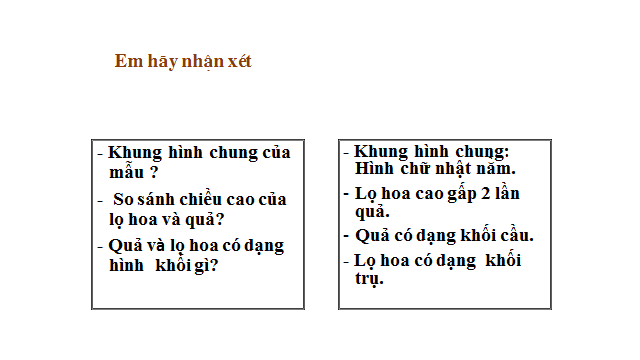 Em hãy nhận xét
- Khung hình chung của
mẫu ?
- So sánh chiều cao của
lọ hoa và quả?
- Quả và lọ hoa có dạng
hình khối gì?
- Khung hình chung:
Hình chữ nhật nằm.
- Lọ hoa cao gấp 2 lần
quả.
- Quả có dạng khối cầu.
- Lọ hoa có dạng khối
trụ.